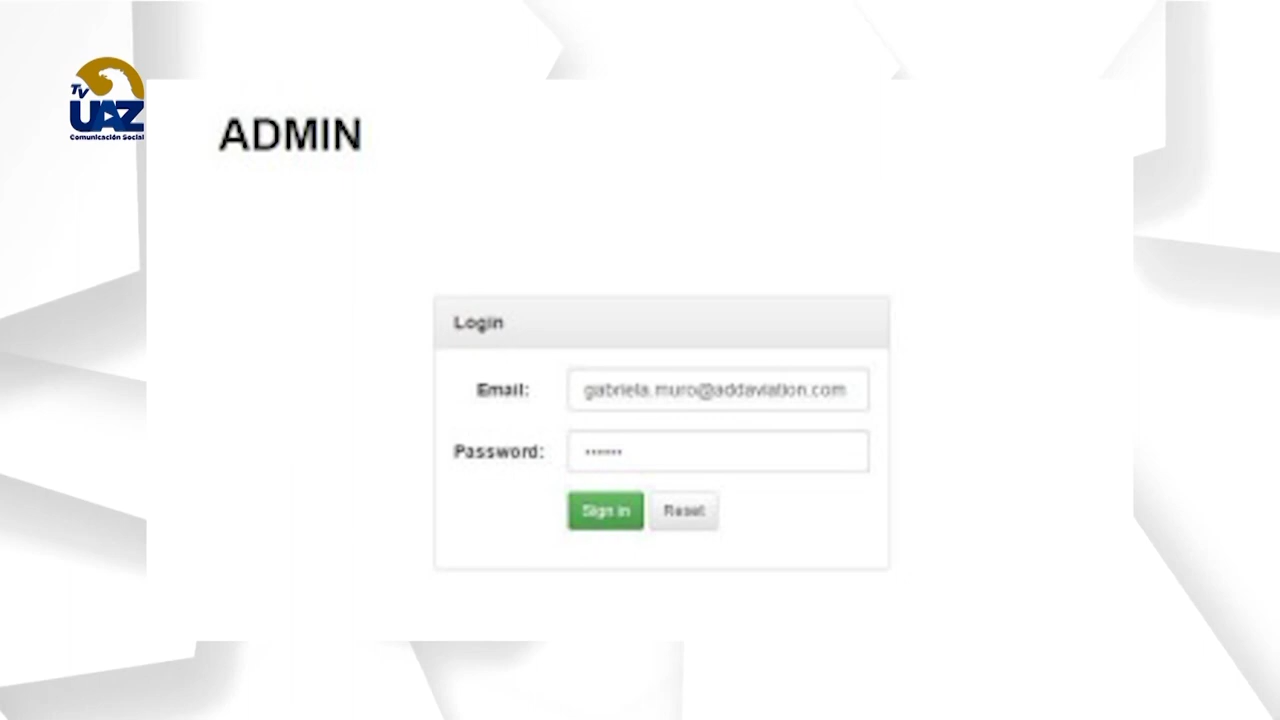 TV
UAZ
Comunicación Social
ADMIN
Login
Email: gabriela.muro@addaviation.com
Password: ••••••
Sign in Reset